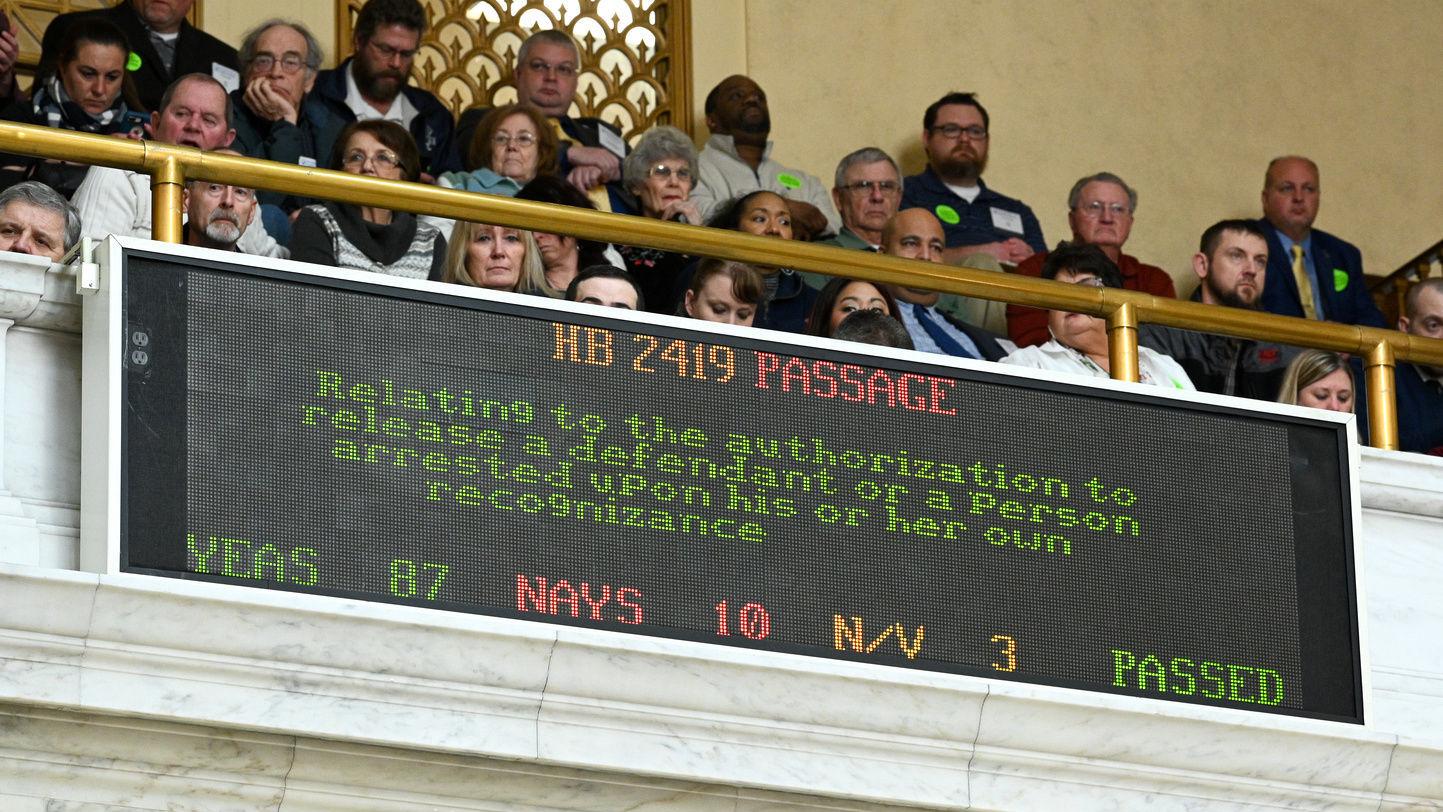 HB 2419 PASSAGE
Relating to the authorization to
release a defendant or a person
arrested upon his or her own
recognizance
YEAS 87 NAYS 10 N/V 3 PASSED